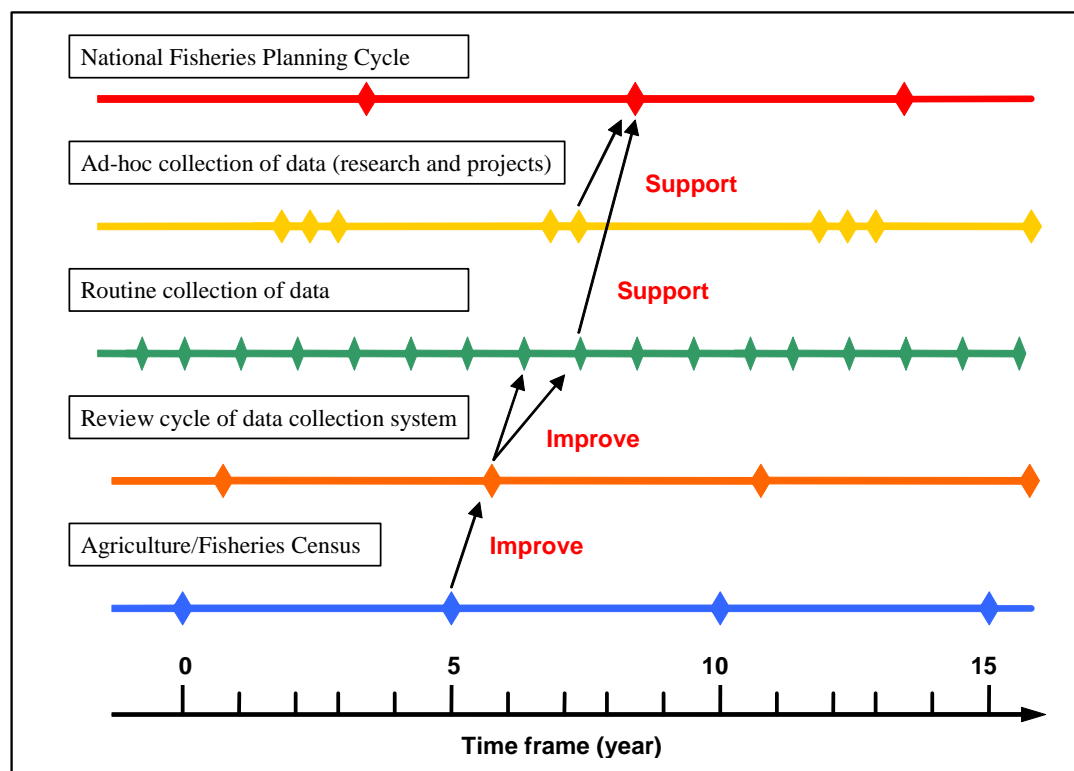 National Fisheries Planning Cycle
Ad-hoc collection of data (research and projects)
Support
Routine collection of data
Support
Review cycle of data collection system
Improve
Agriculture/Fisheries Census
Improve
0 5 10 15
Time frame (year)